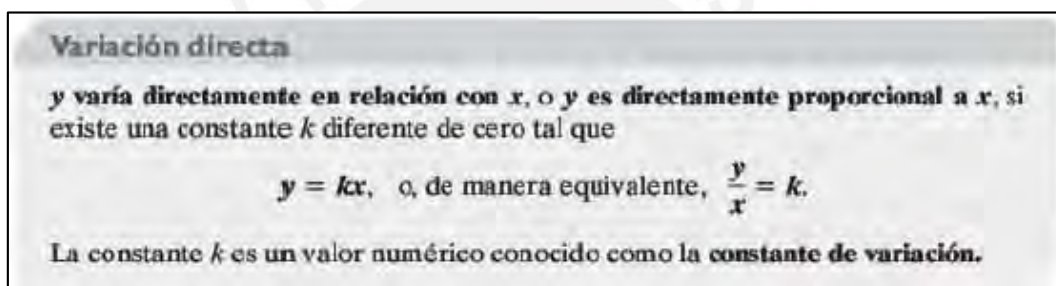 Variación directa
y varía directamente en relación con x, o y es directamente proporcional a x, si
existe una constante k diferente de cero tal que
y = kx, o, de manera equivalente, y/x = k.
La constante k es un valor numérico conocido como la constante de variación.